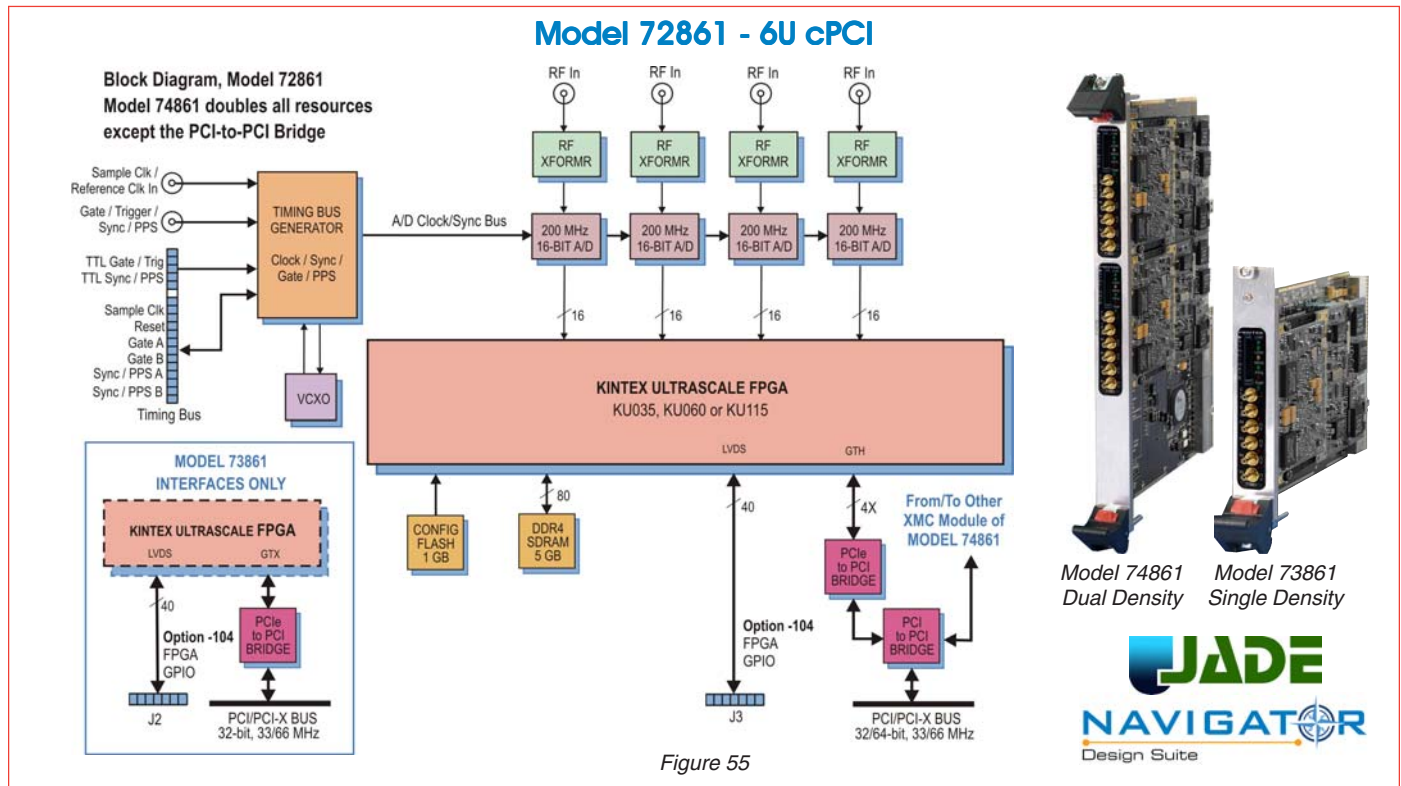 Model 72861 - 6U cPCI
Block Diagram, Model 72861
Model 74861 doubles all resources
except the PCI-to-PCI Bridge
RF In
RF In
RF In
RF In
RF
XFORMR
RF
XFORMR
RF
XFORMR
RF
XFORMR
Sample Clk /
Reference Clk In
Gate / Trigger /
Sync / PPS
TTL Gate / Trig
TTL Sync / PPS
Sample Clk
Reset
Gate A
Gate B
Sync / PPS A
Sync / PPS B
Timing Bus
TIMING BUS
GENERATOR
Clock / Sync /
Gate / PPS
VCXO
A/D Clock/Sync Bus
200 MHz
16-BIT A/D
200 MHz
16-BIT A/D
200 MHz
16-BIT A/D
200 MHz
16-BIT A/D
16
16
16
16
KINTEX ULTRASCALE FPGA
KU035, KU060 or KU115
LVDS
GTH
MODEL 73861
INTERFACES ONLY
KINTEX ULTRASCALE FPGA
LVDS
GTX
40
Option -104
FPGA
GPIO
PCIe
to PCI
BRIDGE
J2
PCI/PCI-X BUS
32-bit, 33/66 MHz
CONFIG
FLASH
1 GB
80
DDR4
SDRAM
5 GB
40
4X
From/To Other
XMC Module of
MODEL 74861
PCIe
to PCI
BRIDGE
PCI
to PCI
BRIDGE
Option -104
FPGA
GPIO
J3
PCI/PCI-X BUS
32/64-bit, 33/66 MHz
Model 74861
Dual Density
Model 73861
Single Density
JADE
NAVIGATOR
Design Suite
Figure 55